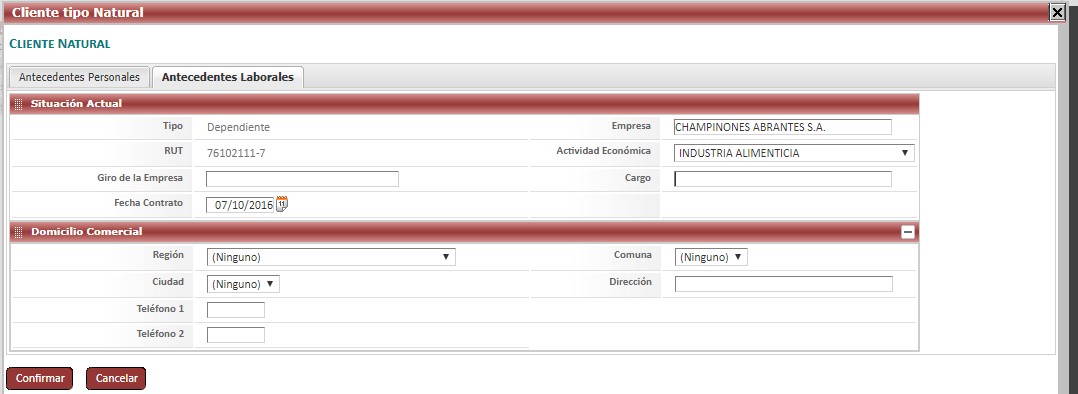 Cliente tipo Natural
CLIENTE NATURAL
Antecedentes Personales Antecedentes Laborales
Situación Actual
Tipo Dependiente Empresa CHAMPINONES ABRANTES S.A.
RUT 76102111-7 Actividad Económica INDUSTRIA ALIMENTICIA
Giro de la Empresa Cargo
Fecha Contrato 07/10/2016 11
Domicilio Comercial
Región (Ninguno) Comuna (Ninguno)
Ciudad (Ninguno) Dirección
Teléfono 1
Teléfono 2
Confirmar Cancelar